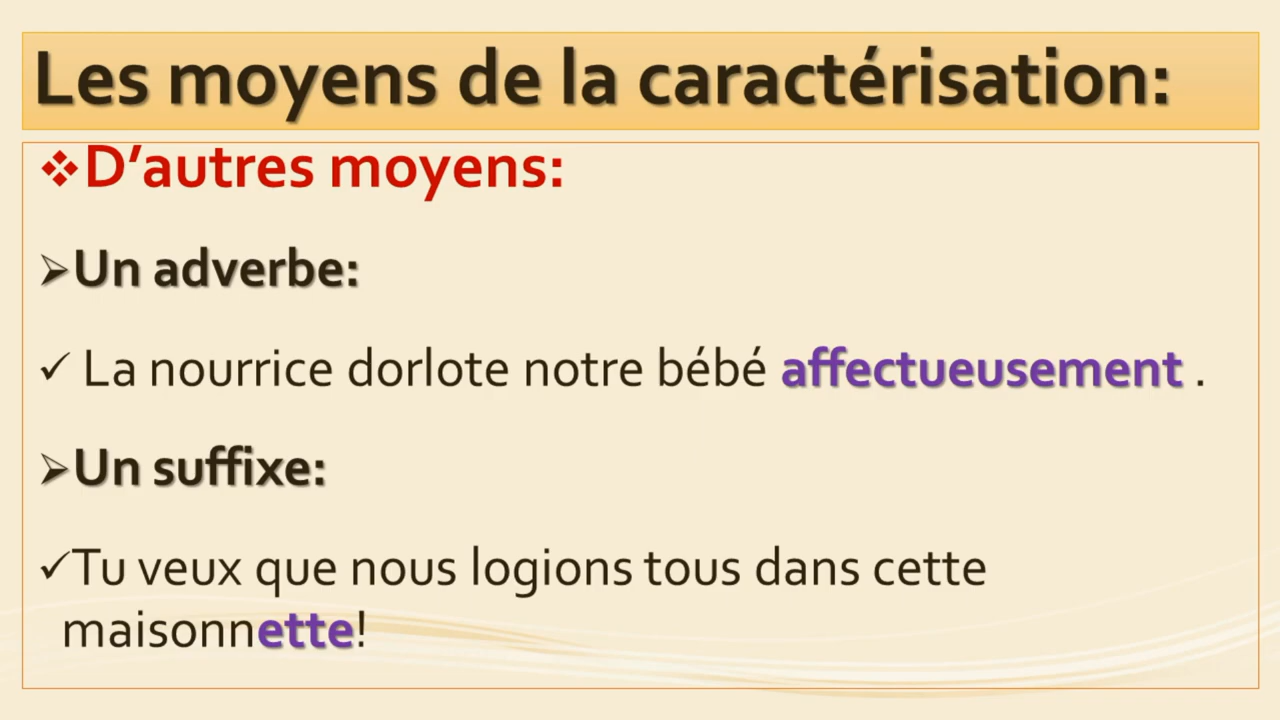 Les moyens de la caractérisation:
❖D’autres moyens:
➢Un adverbe:
✓ La nourrice dorlote notre bébé affectueusement .
➢Un suffixe:
✓Tu veux que nous logions tous dans cette
maisonnette!